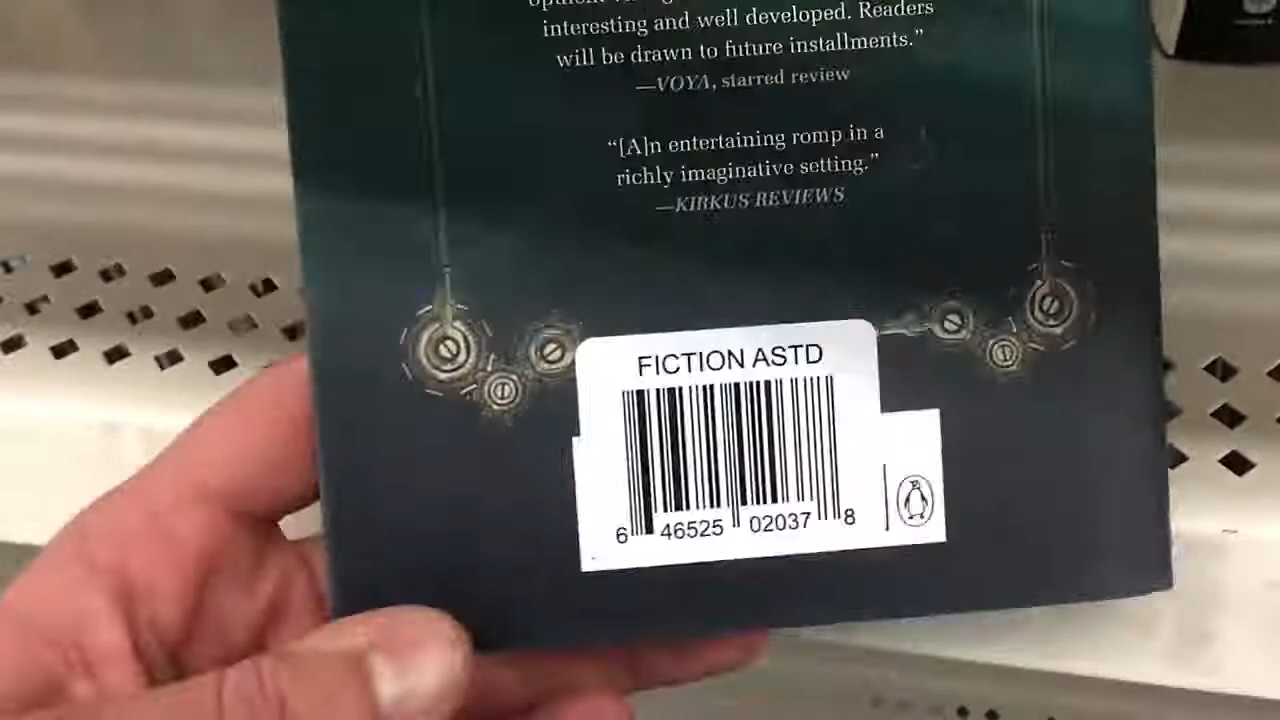 interesting and well developed. Readers
will be drawn to future installments.”
—VOYA, starred review
“[A]n entertaining romp in a
richly imaginative setting.”
—KIRKUS REVIEWS
FICTION ASTD
6 46525 02037 8